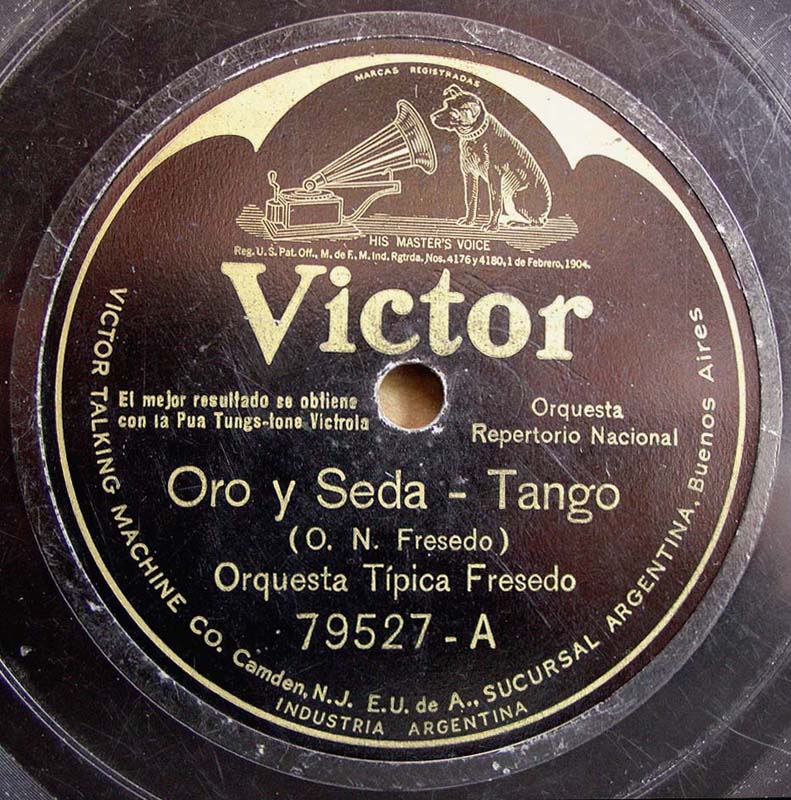 MARCAS REGISTRADAS
HIS MASTER'S VOICE
Reg. U.S. Pat. Off., M. de F., M. Ind. Rgtrda. Nos. 4176 y 4180, 1 de Febrero, 1904.
Victor
El mejor resultado se obtiene
con la Pua Tungs-tone Victrola
Orquesta
Repertorio Nacional
Oro y Seda - Tango
(O. N. Fresedo)
Orquesta Típica Fresedo
79527-A
VICTOR TALKING MACHINE CO. Camden, N.J. E.U. de A., SUCURSAL ARGENTINA, Buenos Aires
INDUSTRIA ARGENTINA